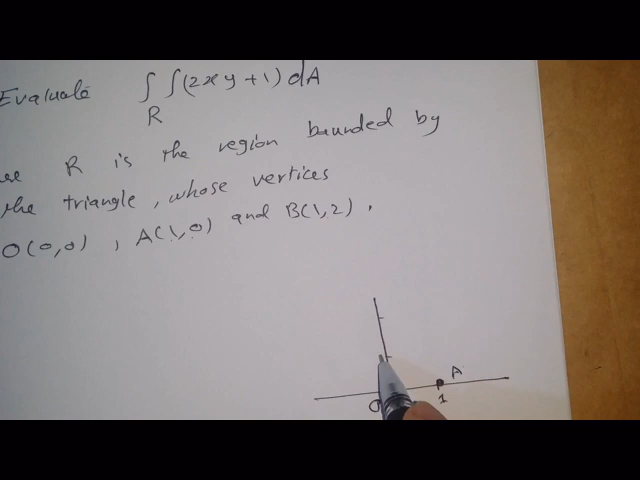 Evaluate ∫∫(2xy+1)dA
R
R is the region bounded by
the triangle, whose vertices
O(0,0), A(1,0) and B(1,2).
A
O 1